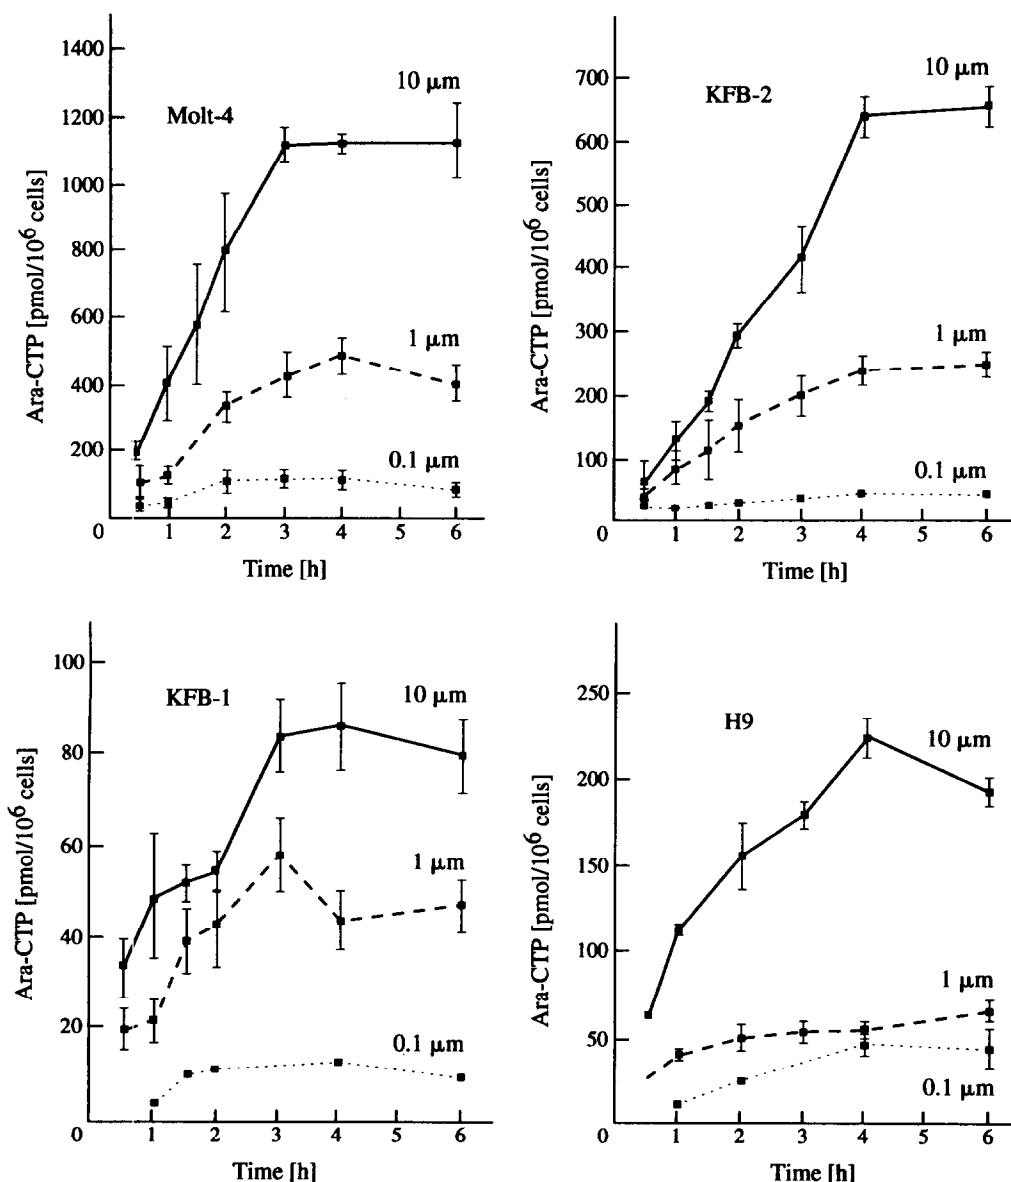 1400
1200
1000
800
600
400
200
0
1
2
3
4
5
6
Molt-4
10 µm
1 µm
0.1 µm
Ara-CTP [pmol/10⁶ cells]
Time [h]
700
600
500
400
300
200
100
0
1
2
3
4
5
6
KFB-2
10 µm
1 µm
0.1 µm
Ara-CTP [pmol/10⁶ cells]
Time [h]
100
80
60
40
20
0
1
2
3
4
5
6
KFB-1
10 µm
1 µm
0.1 µm
Ara-CTP [pmol/10⁶ cells]
Time [h]
250
200
150
100
50
0
1
2
3
4
5
6
H9
10 µm
1 µm
0.1 µm
Ara-CTP [pmol/10⁶ cells]
Time [h]